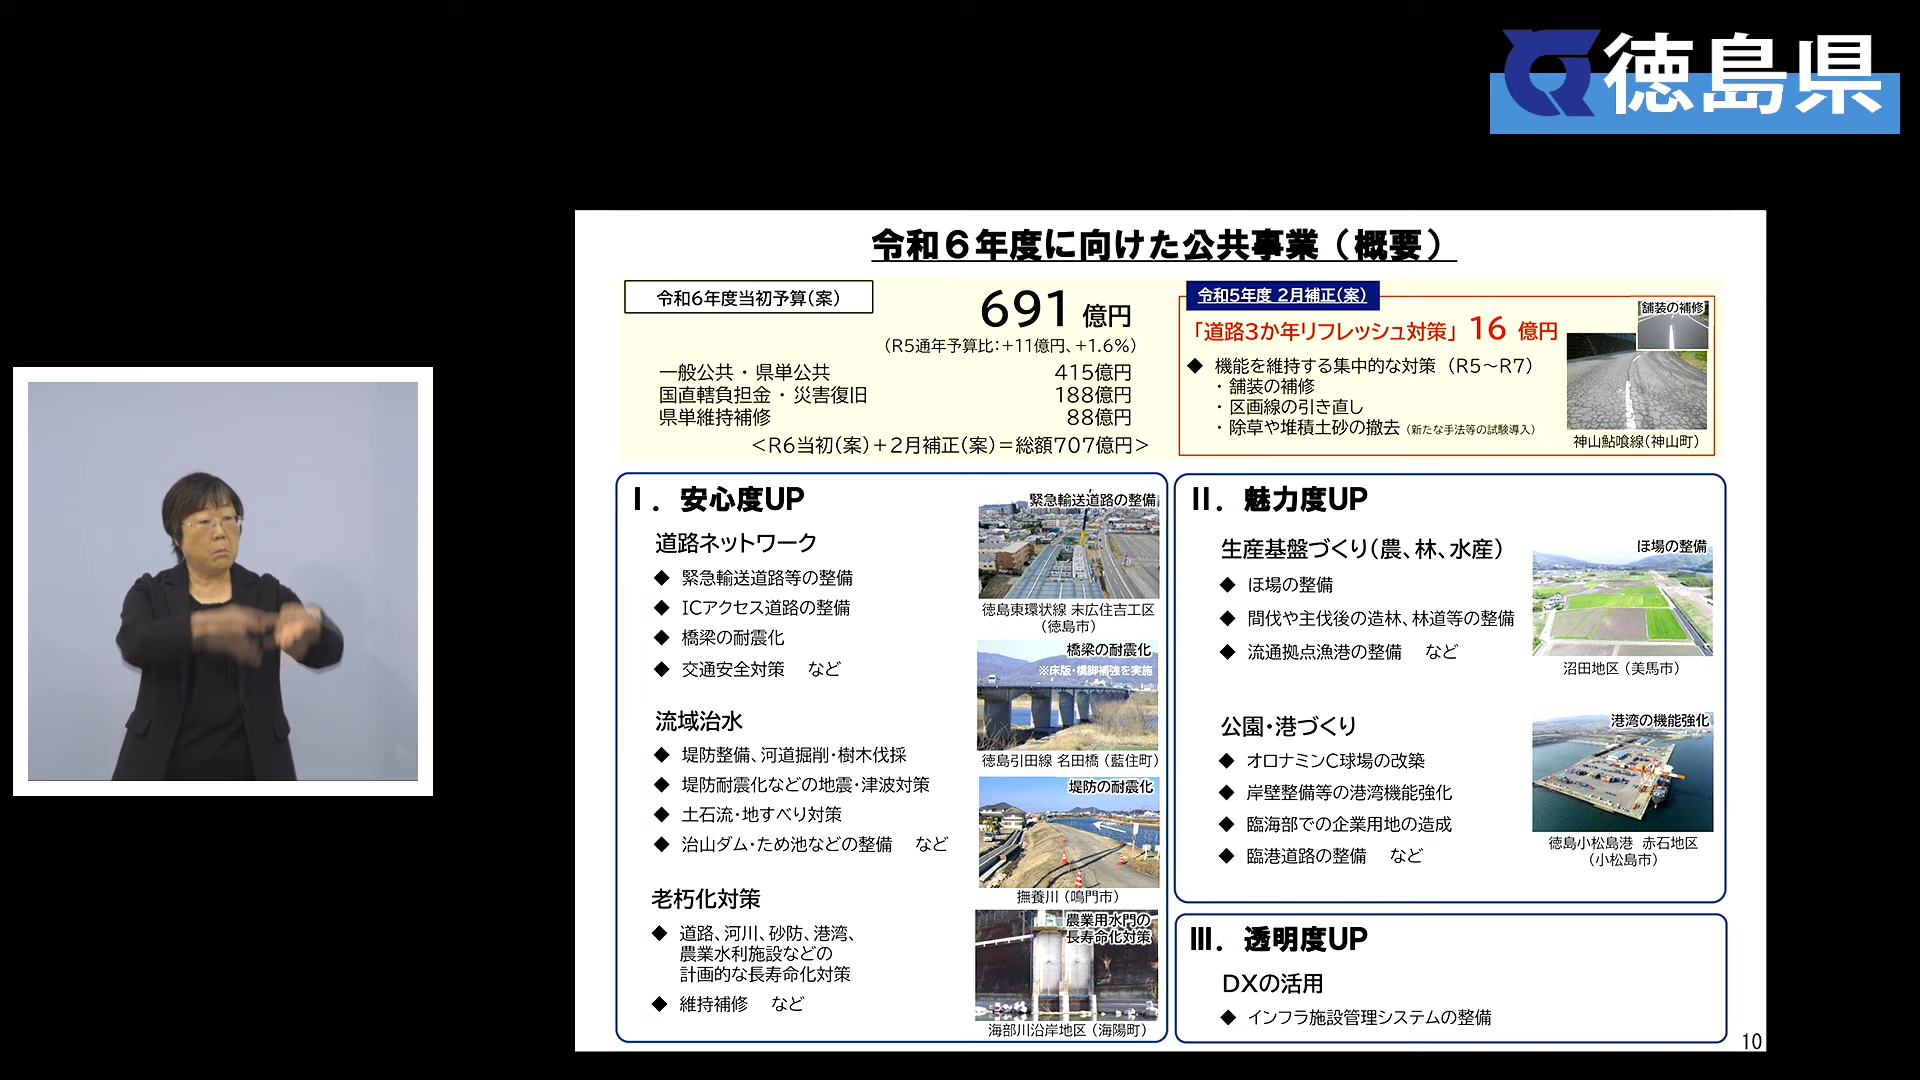 徳島県
令和6年度に向けた公共事業（概要）
令和6年度当初予算（案）
691 億円
（R5通年予算比：+11億円、+1.6%）
一般公共・県単公共 415億円
国直轄負担金・災害復旧 188億円
県単維持補修 88億円
＜R6当初（案）＋2月補正（案）＝総額707億円＞
令和5年度 2月補正（案）
「道路3か年リフレッシュ対策」 16 億円
◆ 機能を維持する集中的な対策（R5～R7）
・舗装の補修
・区画線の引き直し
・除草や堆積土砂の撤去（新たな手法等の試験導入）
舗装の補修
神山鮎喰線（神山町）
Ⅰ．安心度UP
道路ネットワーク
◆ 緊急輸送道路等の整備
◆ ICアクセス道路の整備
◆ 橋梁の耐震化
◆ 交通安全対策 など
流域治水
◆ 堤防整備、河道掘削・樹木伐採
◆ 堤防耐震化などの地震・津波対策
◆ 土石流・地すべり対策
◆ 治山ダム・ため池などの整備 など
老朽化対策
◆ 道路、河川、砂防、港湾、
農業水利施設などの
計画的な長寿命化対策
◆ 維持補修 など
緊急輸送道路の整備
徳島東環状線 末広住吉工区
（徳島市）
橋梁の耐震化
※床版・橋脚補強を実施
徳島引田線 名田橋（藍住町）
堤防の耐震化
撫養川（鳴門市）
農業用水門の
長寿命化対策
海部川沿岸地区（海陽町）
Ⅱ．魅力度UP
生産基盤づくり（農、林、水産）
◆ ほ場の整備
◆ 間伐や主伐後の造林、林道等の整備
◆ 流通拠点漁港の整備 など
ほ場の整備
沼田地区（美馬市）
公園・港づくり
◆ オロナミンC球場の改築
◆ 岸壁整備等の港湾機能強化
◆ 臨海部での企業用地の造成
◆ 臨港道路の整備 など
港湾の機能強化
徳島小松島港 赤石地区
（小松島市）
Ⅲ．透明度UP
DXの活用
◆ インフラ施設管理システムの整備
10